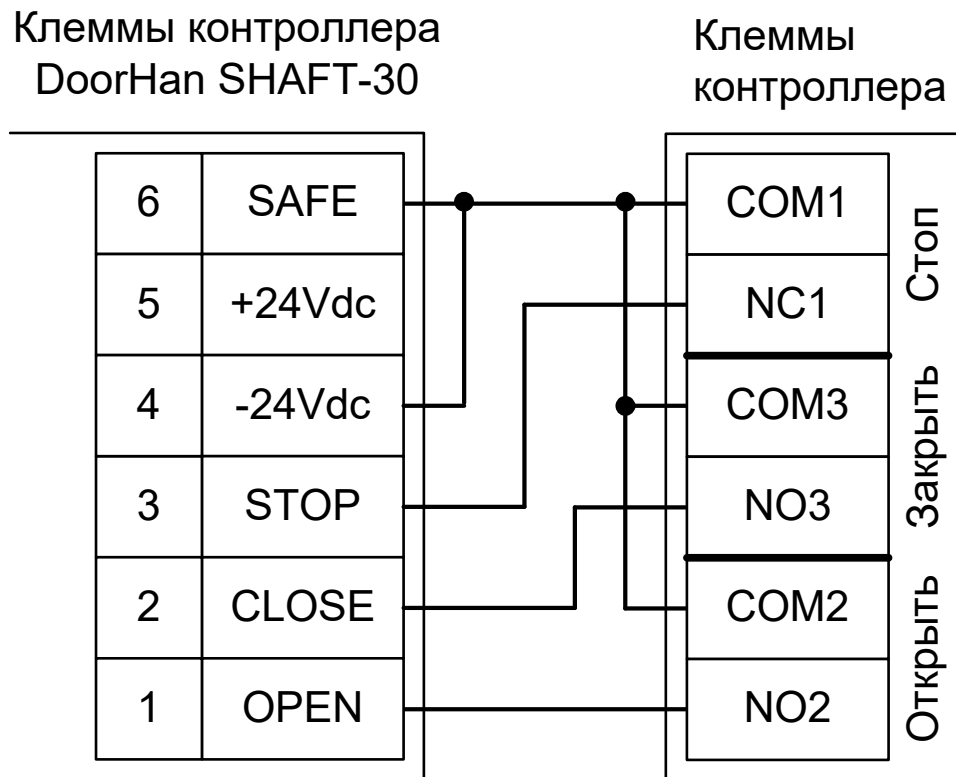 Клеммы контроллера
DoorHan SHAFT-30
6 SAFE
5 +24Vdc
4 -24Vdc
3 STOP
2 CLOSE
1 OPEN
Клеммы
контроллера
COM1
NC1
COM3
NO3
COM2
NO2
Стоп
Закрыть
Открыть